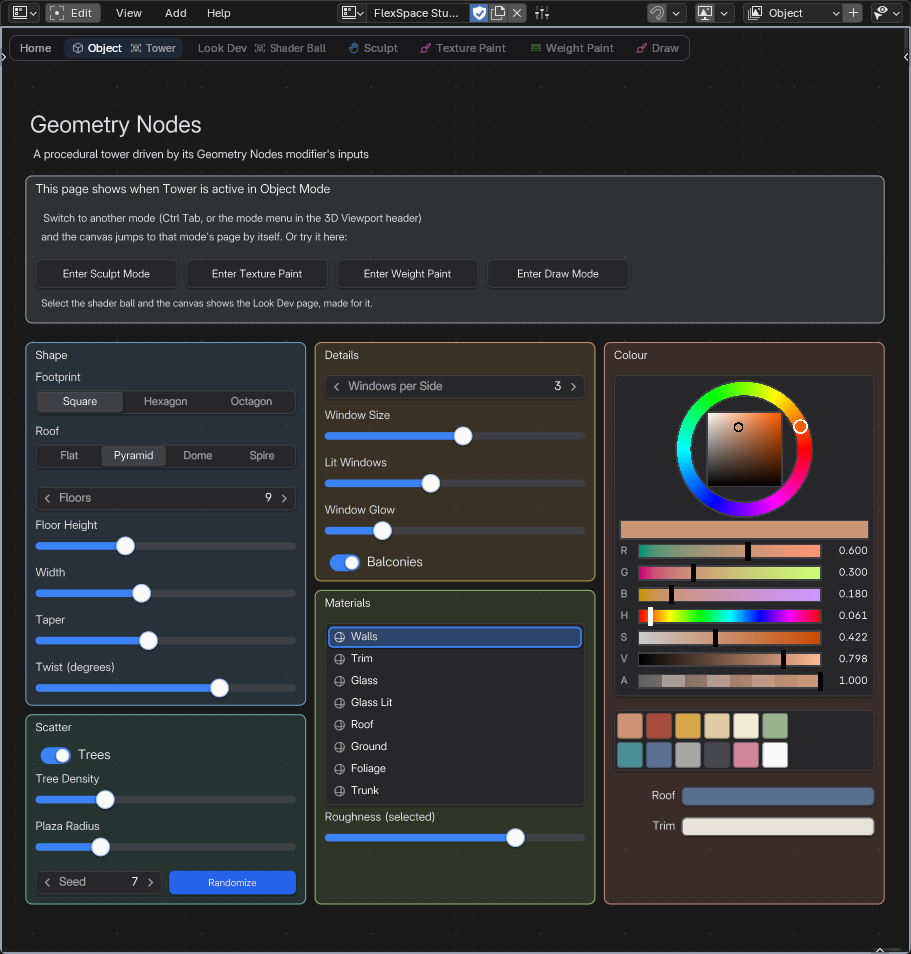 Edit View Add Help FlexSpace Stu... Object
Home Object Tower Look Dev Shader Ball Sculpt Texture Paint Weight Paint Draw
Geometry Nodes
A procedural tower driven by its Geometry Nodes modifier's inputs
This page shows when Tower is active in Object Mode
Switch to another mode (Ctrl Tab, or the mode menu in the 3D Viewport header)
and the canvas jumps to that mode's page by itself. Or try it here:
Enter Sculpt Mode Enter Texture Paint Enter Weight Paint Enter Draw Mode
Select the shader ball and the canvas shows the Look Dev page, made for it.
Shape
Footprint
Square Hexagon Octagon
Roof
Flat Pyramid Dome Spire
Floors 9
Floor Height
Width
Taper
Twist (degrees)
Scatter
Trees
Tree Density
Plaza Radius
Seed 7 Randomize
Details
Windows per Side 3
Window Size
Lit Windows
Window Glow
Balconies
Materials
Walls
Trim
Glass
Glass Lit
Roof
Ground
Foliage
Trunk
Roughness (selected)
Colour
R 0.600
G 0.300
B 0.180
H 0.061
S 0.422
V 0.798
A 1.000
Roof
Trim